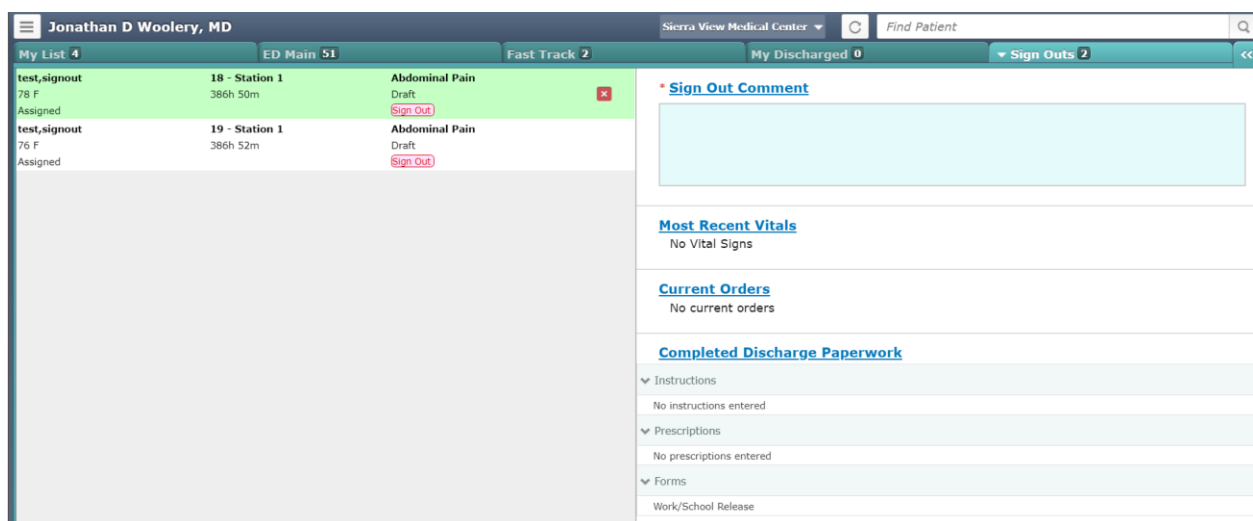 Jonathan D Woolery, MD
Sierra View Medical Center
Find Patient
My List 4
ED Main 51
Fast Track 2
My Discharged 0
Sign Outs 2
test,signout 18 - Station 1 Abdominal Pain
78 F 386h 50m Draft
Assigned Sign Out
test,signout 19 - Station 1 Abdominal Pain
76 F 386h 52m Draft
Assigned Sign Out
* Sign Out Comment
Most Recent Vitals
No Vital Signs
Current Orders
No current orders
Completed Discharge Paperwork
Instructions
No instructions entered
Prescriptions
No prescriptions entered
Forms
Work/School Release